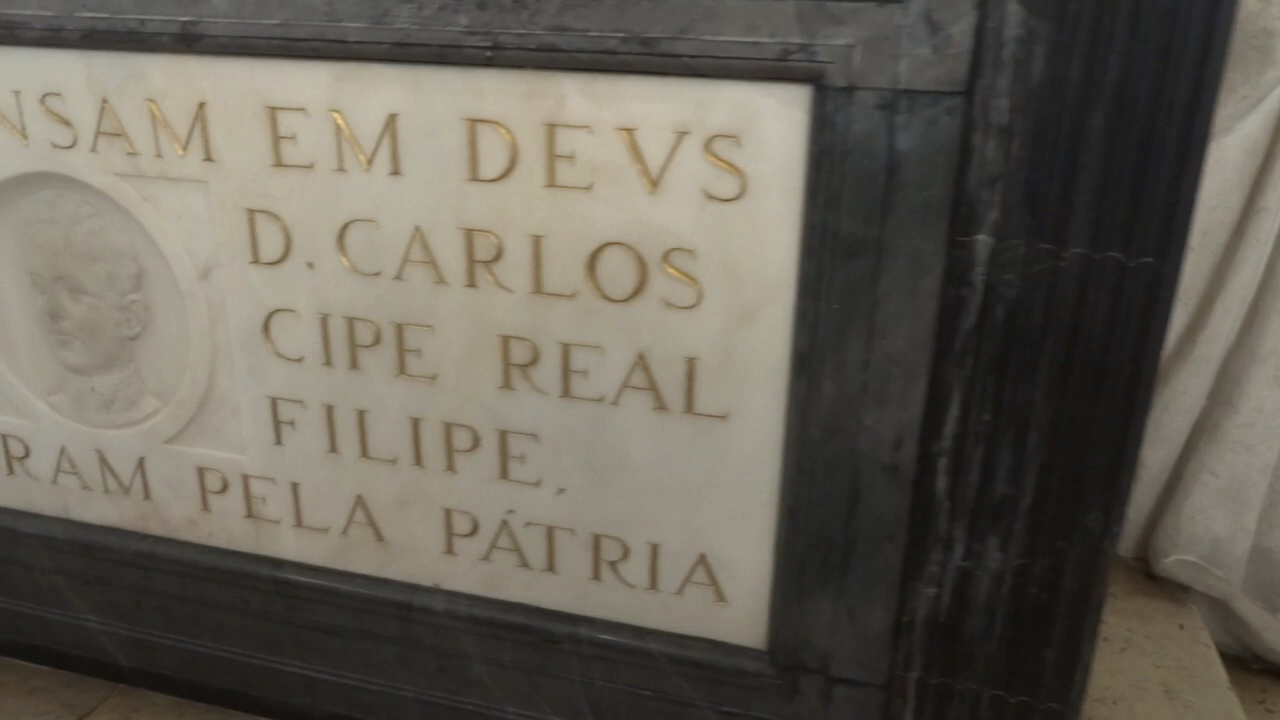 NSAM EM DEVS
D. CARLOS
CIPE REAL
FILIPE,
RAM PELA PÁTRIA